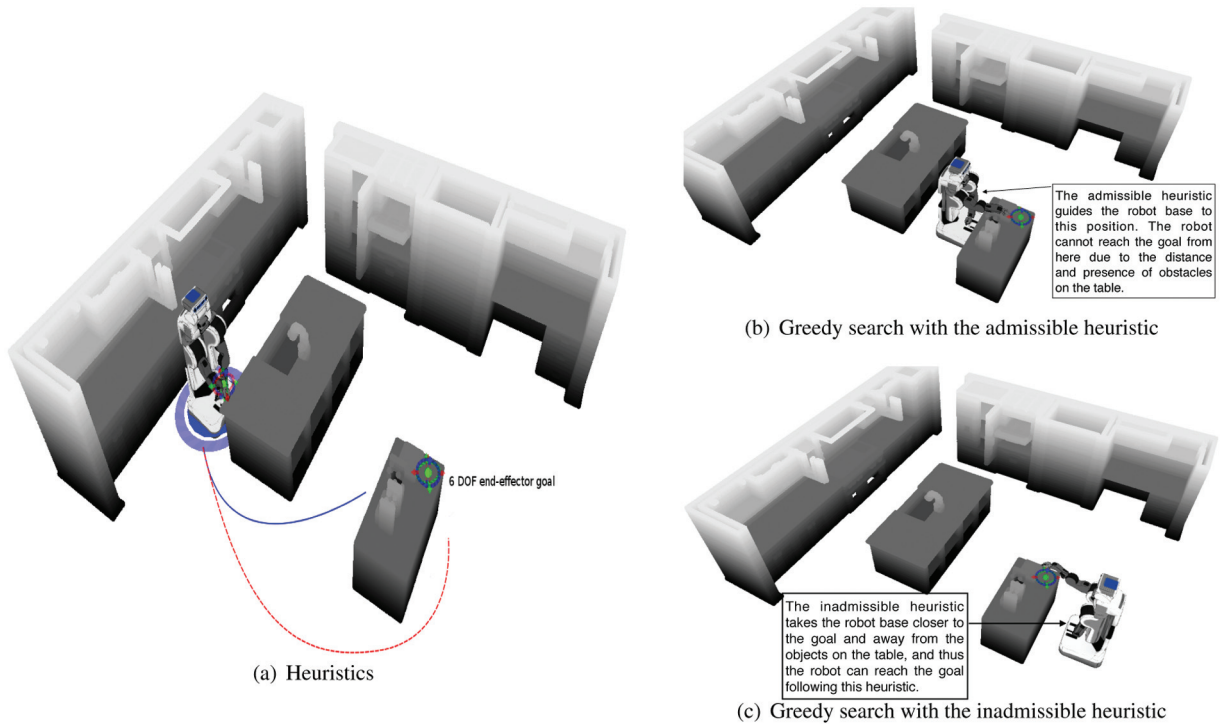 6 DOF end-effector goal
(a) Heuristics
The admissible heuristic
guides the robot base to
this position. The robot
cannot reach the goal from
here due to the distance
and presence of obstacles
on the table.
(b) Greedy search with the admissible heuristic
The inadmissible heuristic
takes the robot base closer to
the goal and away from the
objects on the table, and thus
the robot can reach the goal
following this heuristic.
(c) Greedy search with the inadmissible heuristic